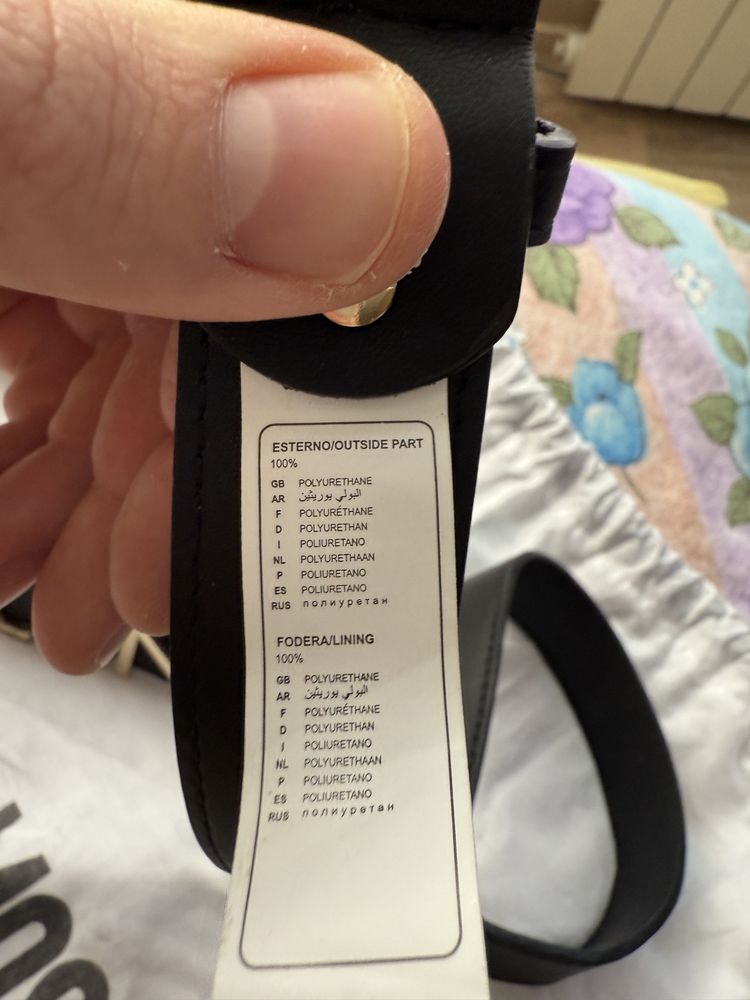 ESTERNO/OUTSIDE PART
100%
GB POLYURETHANE
AR البولي يوريثين
F POLYURÉTHANE
D POLYURETHAN
I POLIURETANO
NL POLYURETHAAN
P POLIURETANO
ES POLIURETANO
RUS полиуретан
FODERA/LINING
100%
GB POLYURETHANE
AR البولي يوريثين
F POLYURÉTHANE
D POLYURETHAN
I POLIURETANO
NL POLYURETHAAN
P POLIURETANO
ES POLIURETANO
RUS полиуретан